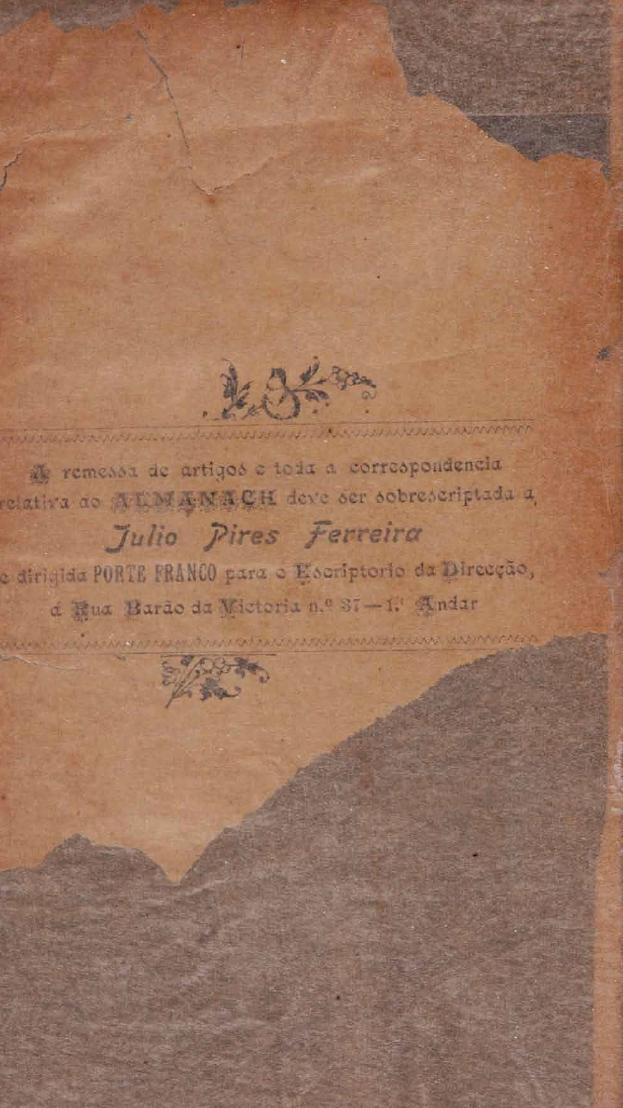 A remessa de artigos e toda a correspondencia
relativa ao ALMANACH deve ser sobrescriptada a
Julio Pires Ferreira
e dirigida PORTE FRANCO para o Escriptorio da Direcção,
á Rua Barão da Victoria n.º 37—1.º Andar